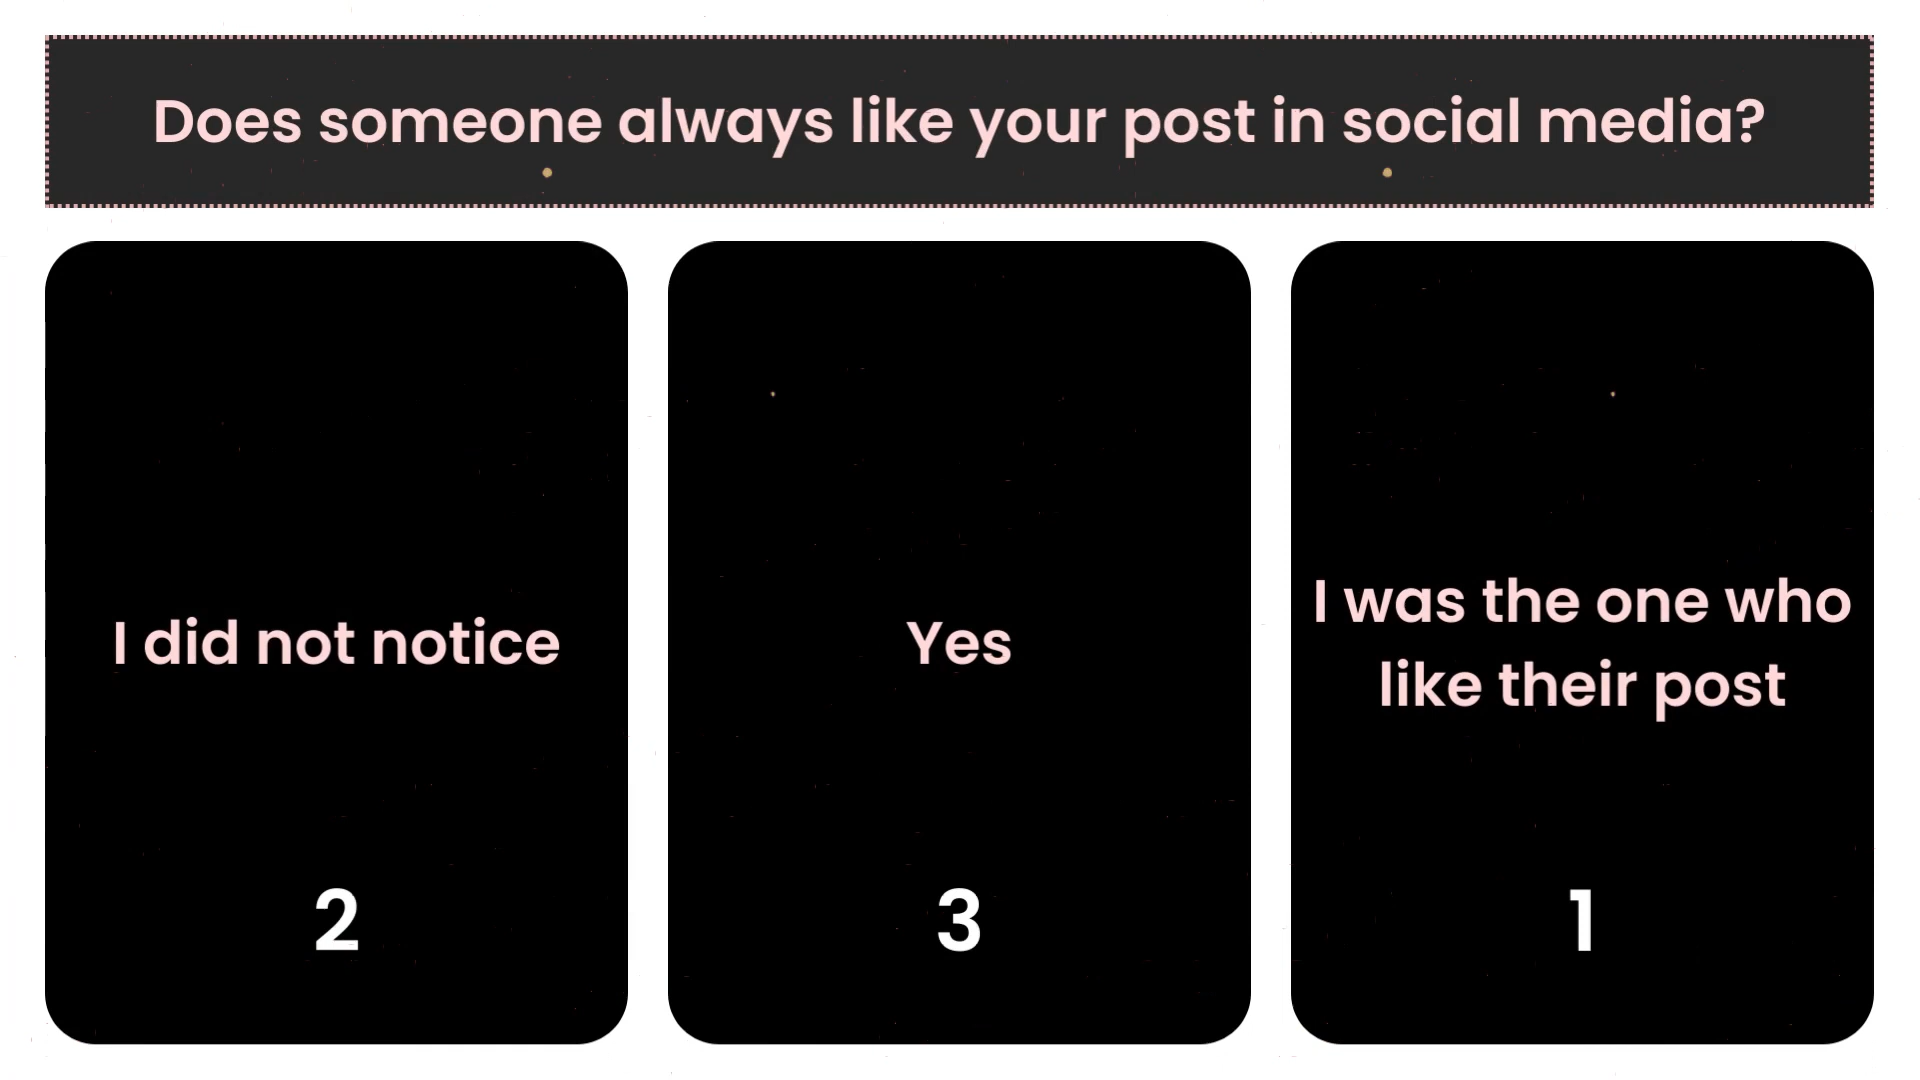 Does someone always like your post in social media?
I did not notice
2
Yes
3
I was the one who
like their post
1